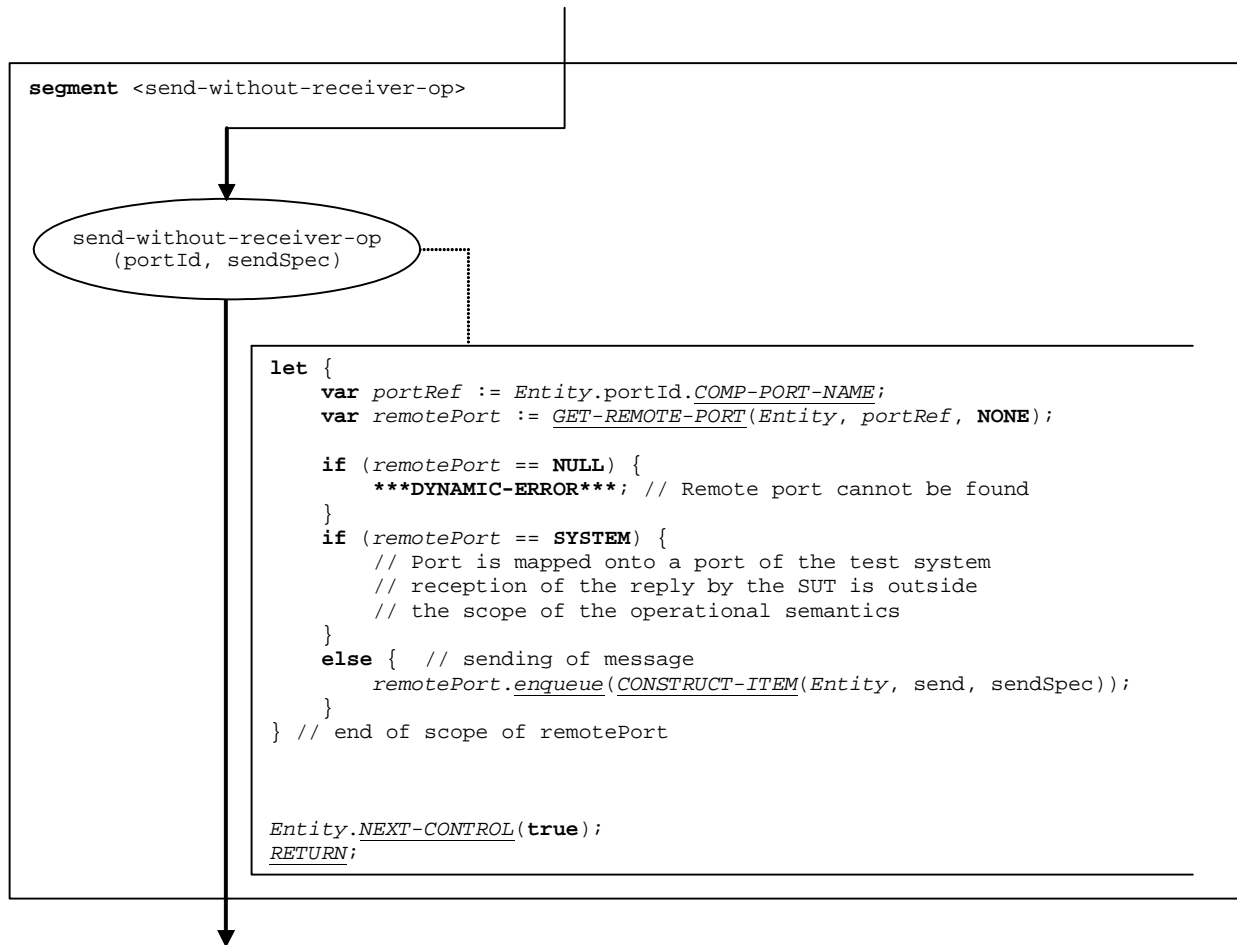 segment <send-without-receiver-op>
send-without-receiver-op
(portId, sendSpec)
let {
var portRef := Entity.portId.COMP-PORT-NAME;
var remotePort := GET-REMOTE-PORT(Entity, portRef, NONE);
if (remotePort == NULL) {
***DYNAMIC-ERROR***; // Remote port cannot be found
}
if (remotePort == SYSTEM) {
// Port is mapped onto a port of the test system
// reception of the reply by the SUT is outside
// the scope of the operational semantics
}
else { // sending of message
remotePort.enqueue(CONSTRUCT-ITEM(Entity, send, sendSpec));
}
} // end of scope of remotePort
Entity.NEXT-CONTROL(true);
RETURN;